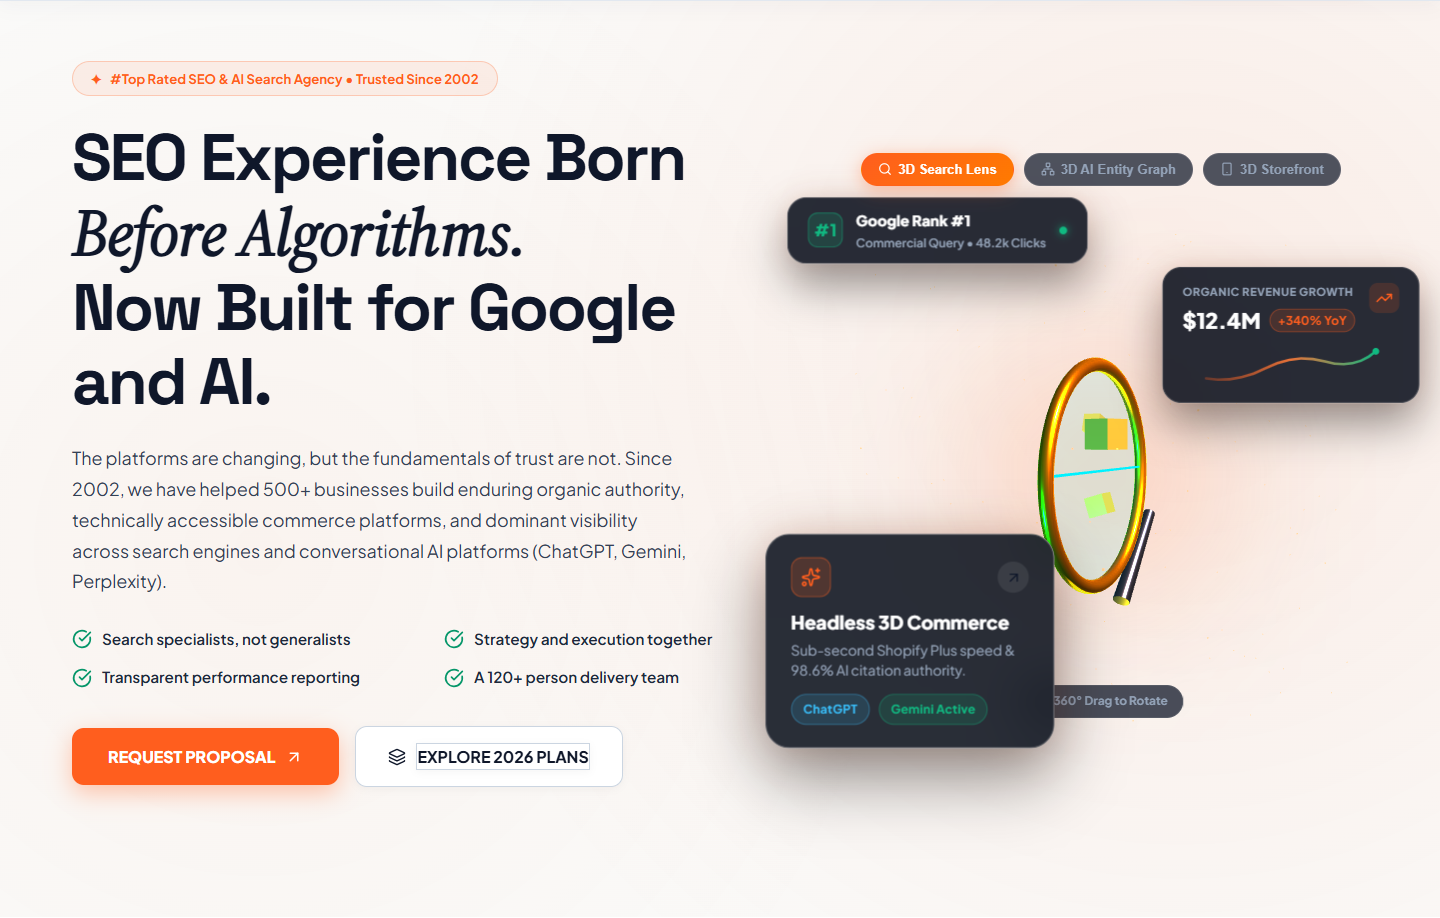 #Top Rated SEO & AI Search Agency • Trusted Since 2002
SEO Experience Born
Before Algorithms.
Now Built for Google
and AI.
The platforms are changing, but the fundamentals of trust are not. Since
2002, we have helped 500+ businesses build enduring organic authority,
technically accessible commerce platforms, and dominant visibility
across search engines and conversational AI platforms (ChatGPT, Gemini,
Perplexity).
Search specialists, not generalists
Strategy and execution together
Transparent performance reporting
A 120+ person delivery team
REQUEST PROPOSAL
EXPLORE 2026 PLANS
3D Search Lens
3D AI Entity Graph
3D Storefront
#1
Google Rank #1
Commercial Query • 48.2k Clicks
ORGANIC REVENUE GROWTH
$12.4M
+340% YoY
Headless 3D Commerce
Sub-second Shopify Plus speed &
98.6% AI citation authority.
ChatGPT
Gemini Active
360° Drag to Rotate